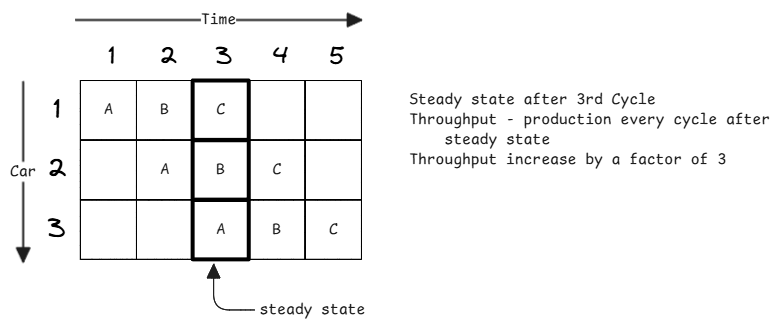 Time
1 2 3 4 5
1 A B C
Car 2 A B C
3 A B C
steady state
Steady state after 3rd Cycle
Throughput - production every cycle after
steady state
Throughput increase by a factor of 3